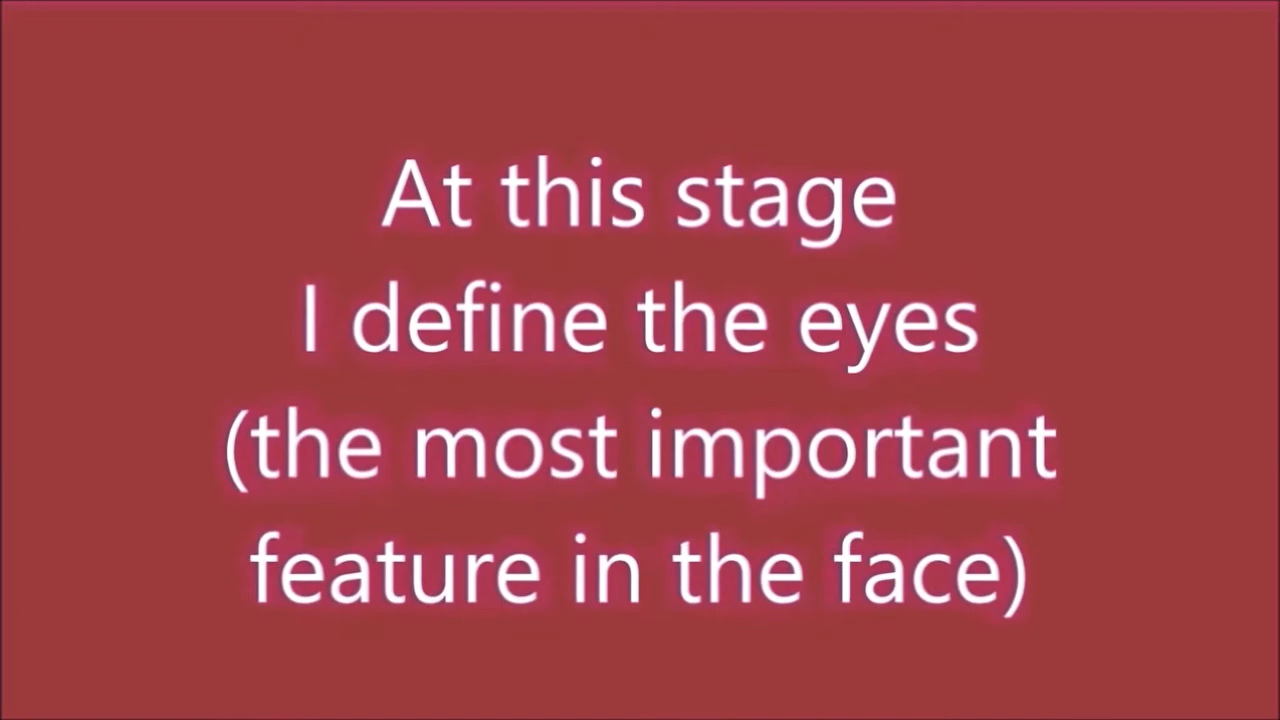 At this stage
I define the eyes
(the most important
feature in the face)